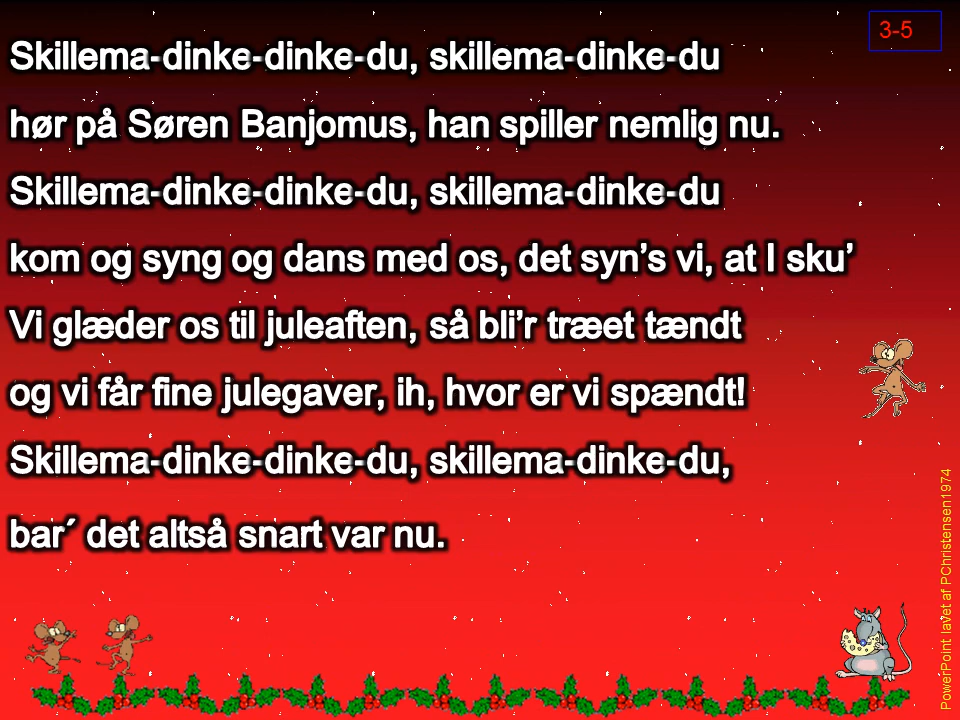 3-5
Skillema-dinke-dinke-du, skillema-dinke-du
hør på Søren Banjomus, han spiller nemlig nu.
Skillema-dinke-dinke-du, skillema-dinke-du
kom og syng og dans med os, det syn’s vi, at I sku’
Vi glæder os til juleaften, så bli’r træet tændt
og vi får fine julegaver, ih, hvor er vi spændt!
Skillema-dinke-dinke-du, skillema-dinke-du,
bar´ det altså snart var nu.
PowerPoint lavet af PChristensen1974